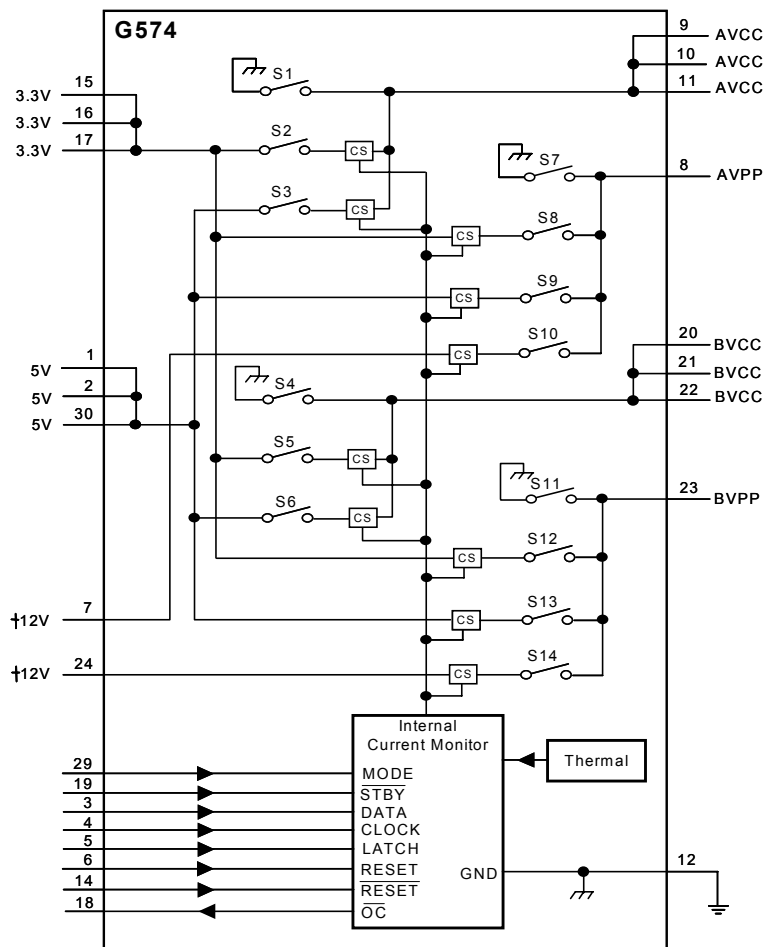 G574
9 AVCC
10 AVCC
11 AVCC
S1
15 3.3V
16 3.3V
17 3.3V
S2
CS
S7
8 AVPP
S3
CS
CS
S8
CS
S9
CS
S10
1 5V
2 5V
30 5V
S4
20 BVCC
21 BVCC
22 BVCC
S5
CS
S11
23 BVPP
S6
CS
CS
S12
7 †12V
CS
S13
24 †12V
CS
S14
Internal
Current Monitor
Thermal
29 MODE
19 STBY
3 DATA
4 CLOCK
5 LATCH
6 RESET
14 RESET
18 OC
GND
12